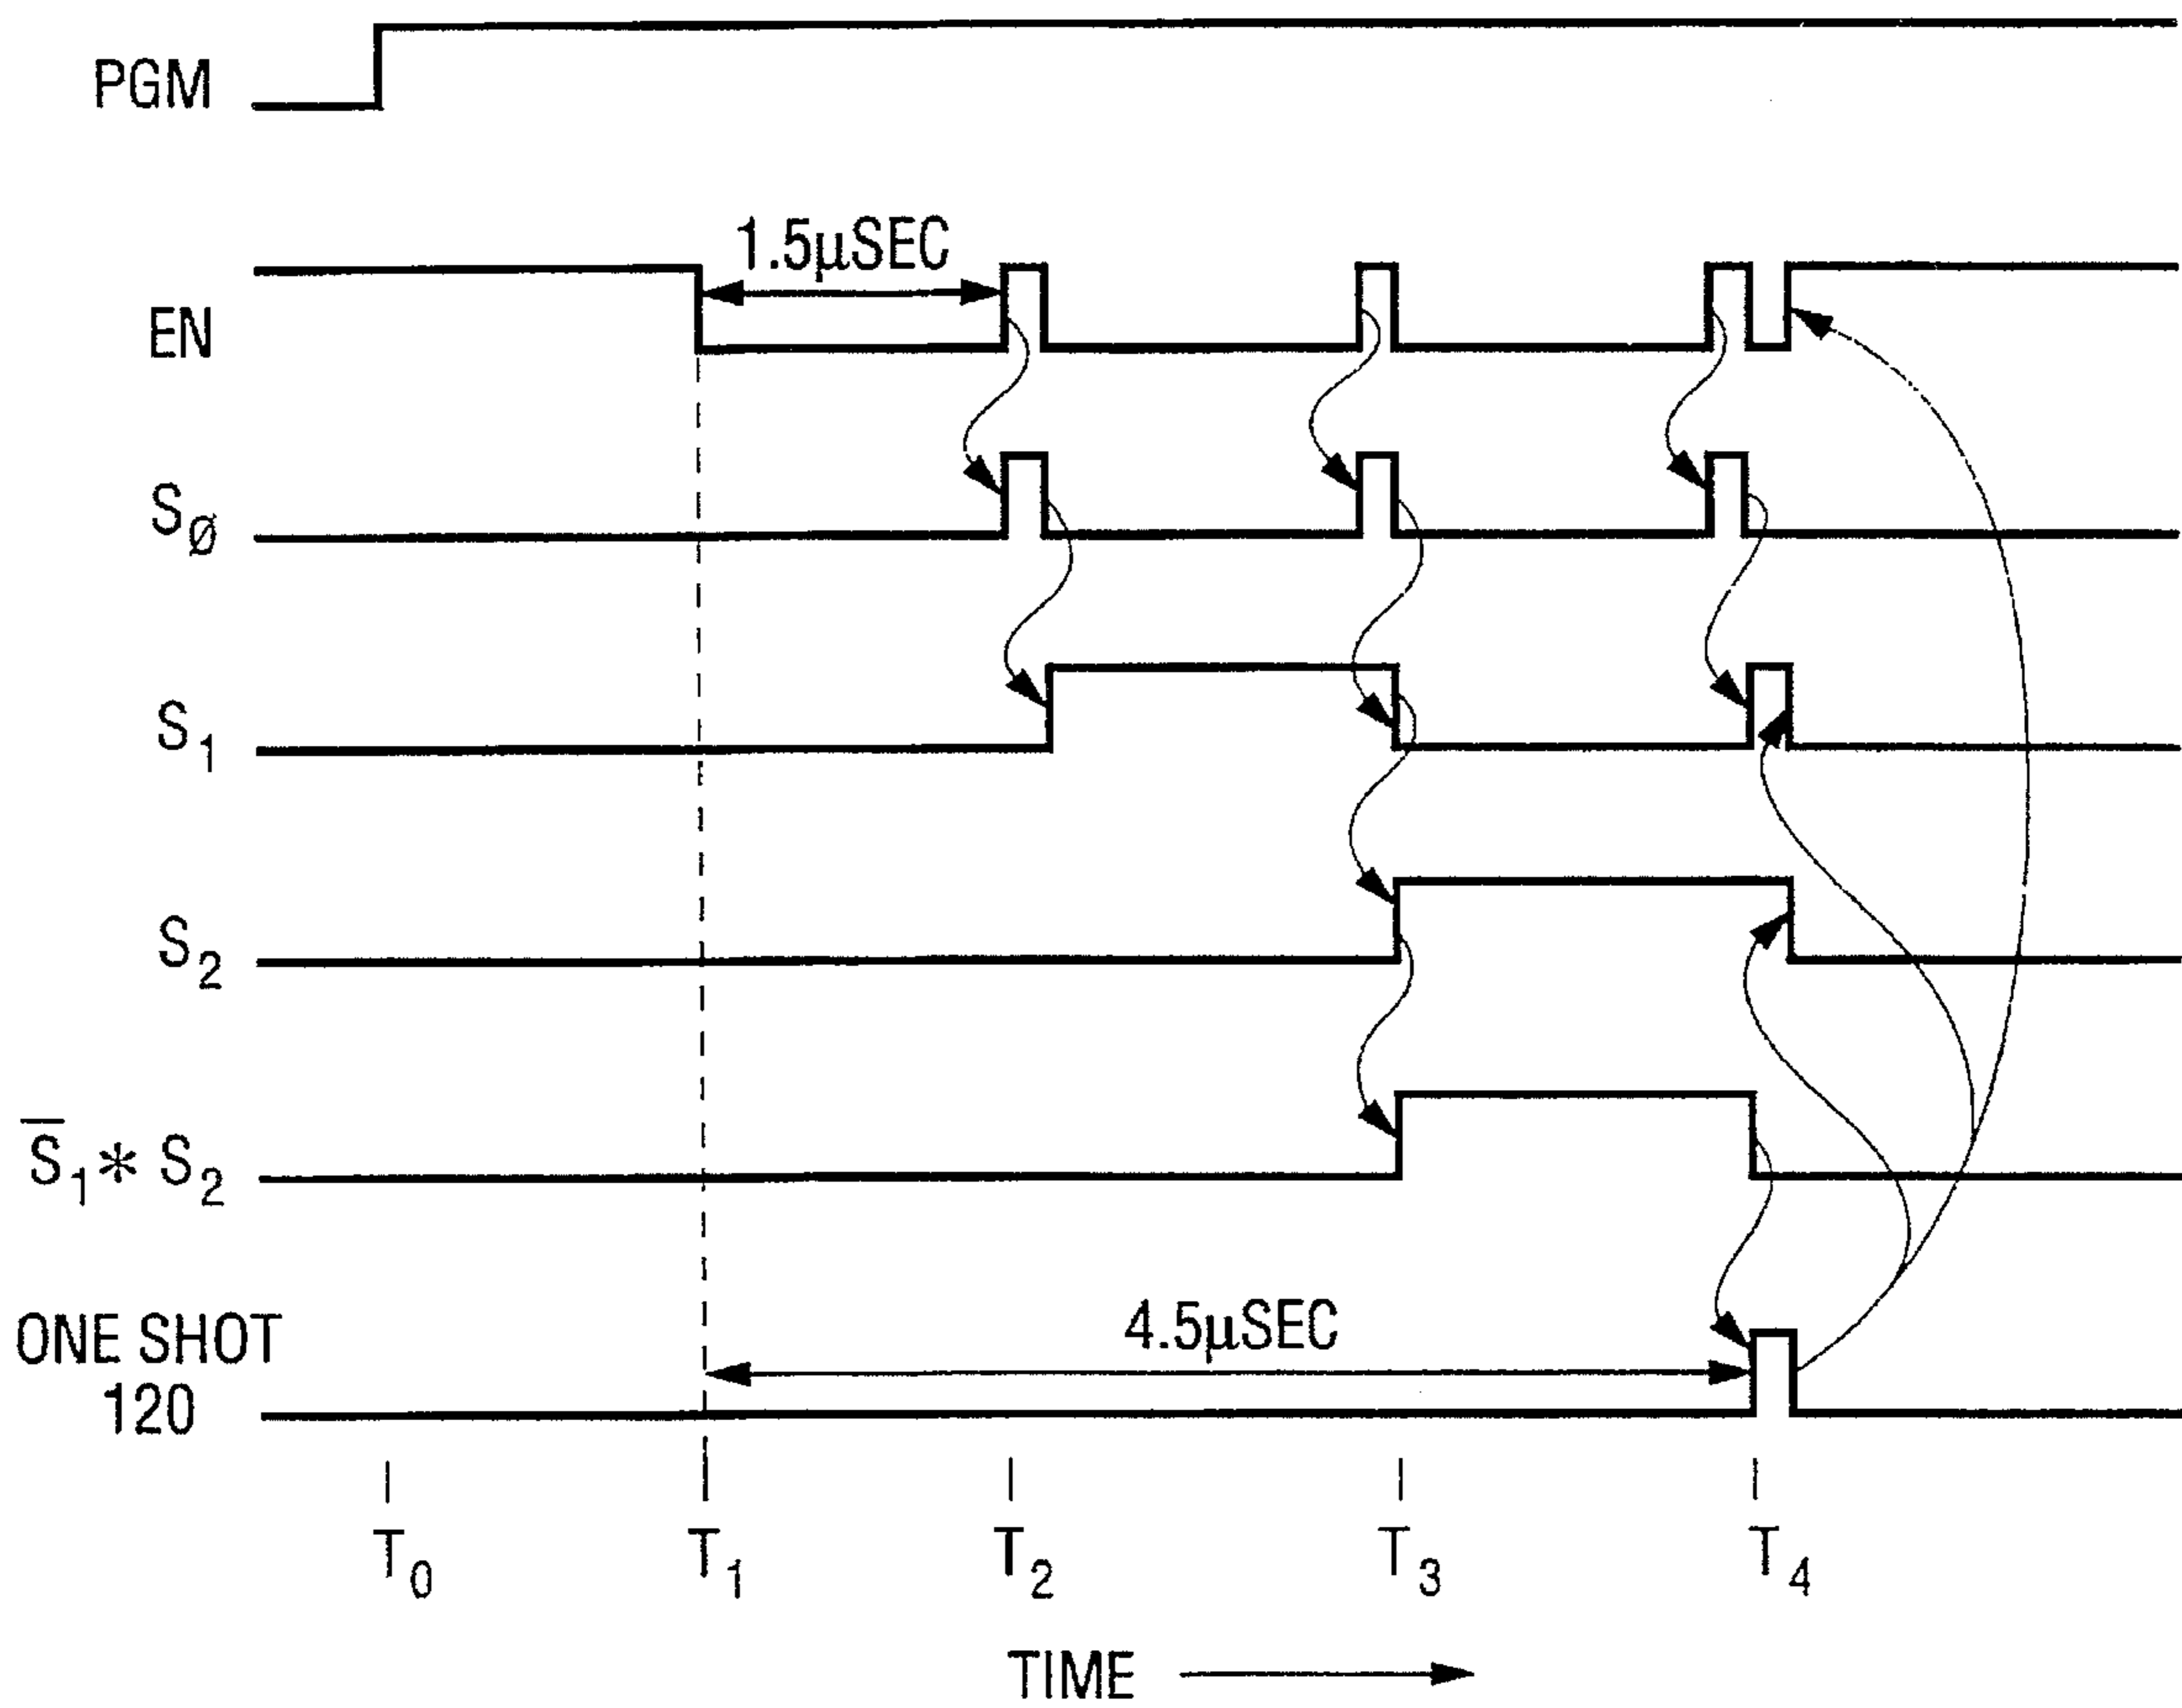 PGM
1.5µSEC
EN
SØ
S1
S2
S̅1* S2
4.5µSEC
ONE SHOT
120
T0 T1 T2 T3 T4
TIME